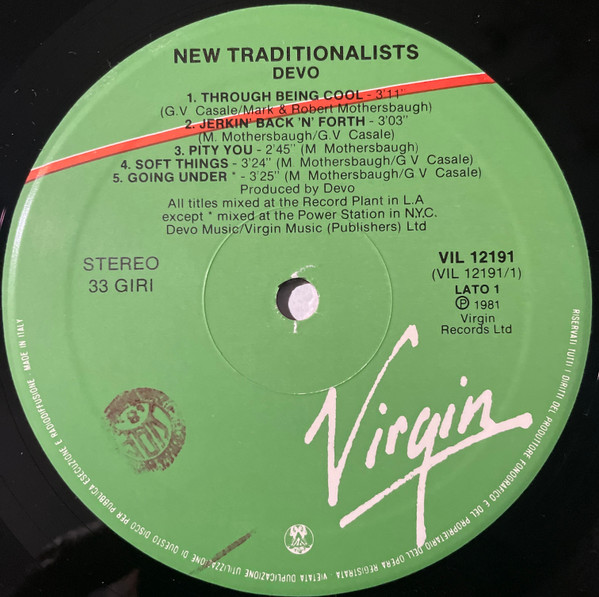 NEW TRADITIONALISTS
DEVO
1. THROUGH BEING COOL - 3'11'
(G.V Casale/Mark & Robert Mothersbaugh)
2. JERKIN' BACK 'N' FORTH - 3'03"
(M. Mothersbaugh/G.V Casale)
3. PITY YOU - 2'45" (M Mothersbaugh)
4. SOFT THINGS - 3'24" (M Mothersbaugh/G V Casale)
5. GOING UNDER * - 3'25" (M Mothersbaugh/G V Casale)
Produced by Devo
All titles mixed at the Record Plant in L.A
except * mixed at the Power Station in N.Y.C.
Devo Music/Virgin Music (Publishers) Ltd
STEREO
33 GIRI
VIL 12191
(VIL 12191/1)
LATO 1
℗ 1981
Virgin
Records Ltd
Virgin
RISERVATI TUTTI I DIRITTI DEL PRODUTTORE FONOGRAFICO E DEL PROPRIETARIO DELL'OPERA REGISTRATA - VIETATA DUPLICAZIONE UTILIZZAZIONE DI QUESTO DISCO PER PUBBLICA ESECUZIONE E RADIODIFFUSIONE MADE IN ITALY